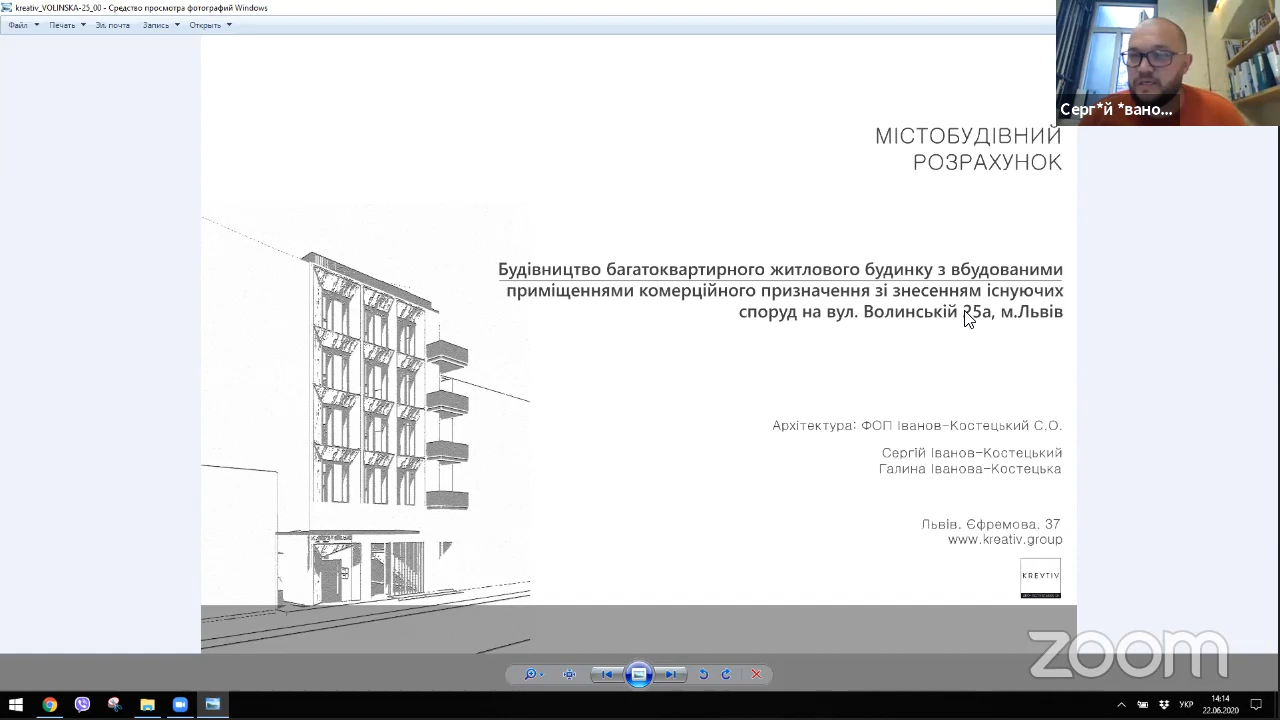 kreativ_VOLINSKA-25_00 - Средство просмотра фотографий Windows
Файл Печать Эл. почта Запись Открыть
Серг*й *вано...
МІСТОБУДІВНИЙ
РОЗРАХУНОК
Будівництво багатоквартирного житлового будинку з вбудованими
приміщеннями комерційного призначення зі знесенням існуючих
споруд на вул. Волинській 25а, м.Львів
Архітектура: ФОП Іванов-Костецький С.О.
Сергій Іванов-Костецький
Галина Іванова-Костецька
Львів. Єфремова. 37
www.kreativ.group
KREVTIV
zoom
УКР
14:14
22.06.2020